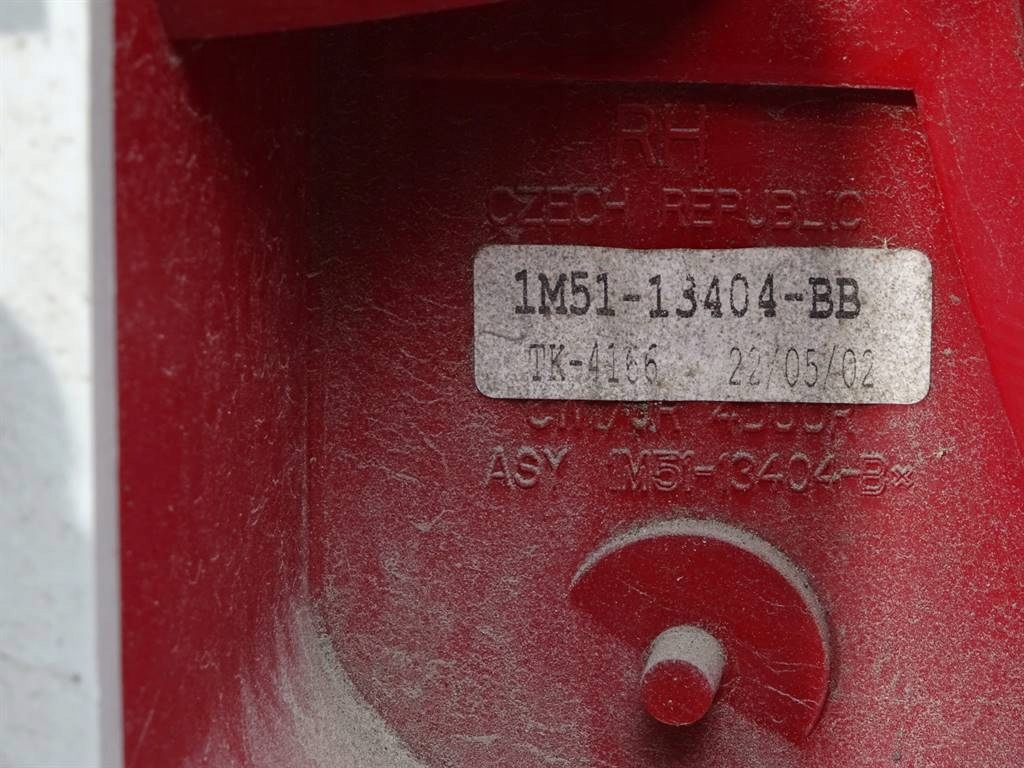 RH
CZECH REPUBLIC
1M51-13404-BB
TK-4166 22/05/02
ASY 1M51-13404-B*